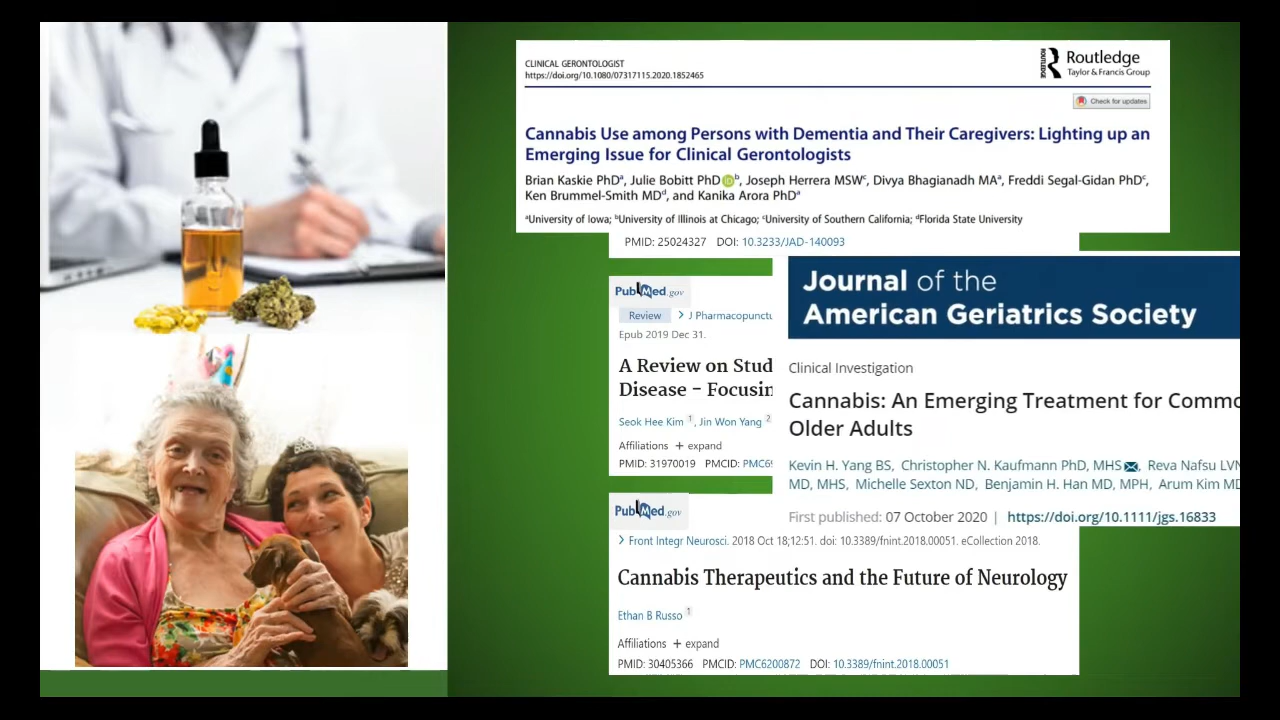 CLINICAL GERONTOLOGIST
https://doi.org/10.1080/07317115.2020.1852465
Routledge
Taylor & Francis Group
ROUTLEDGE
Check for updates
Cannabis Use among Persons with Dementia and Their Caregivers: Lighting up an
Emerging Issue for Clinical Gerontologists
Brian Kaskie PhDᵃ, Julie Bobitt PhD ᵇ, Joseph Herrera MSWᶜ, Divya Bhagianadh MAᵃ, Freddi Segal-Gidan PhDᶜ,
Ken Brummel-Smith MDᵈ, and Kanika Arora PhDᵃ
ᵃUniversity of Iowa; ᵇUniversity of Illinois at Chicago; ᶜUniversity of Southern California; ᵈFlorida State University
PMID: 25024327 DOI: 10.3233/JAD-140093
PubMed.gov
Review > J Pharmacopunctu
Epub 2019 Dec 31.
A Review on Stud
Disease – Focusin
Seok Hee Kim 1, Jin Won Yang 2
Affiliations + expand
PMID: 31970019 PMCID: PMC69
Journal of the
American Geriatrics Society
Clinical Investigation
Cannabis: An Emerging Treatment for Commo
Older Adults
Kevin H. Yang BS, Christopher N. Kaufmann PhD, MHS, Reva Nafsu LVN
MD, MHS, Michelle Sexton ND, Benjamin H. Han MD, MPH, Arum Kim MD
First published: 07 October 2020 | https://doi.org/10.1111/jgs.16833
PubMed.gov
> Front Integr Neurosci. 2018 Oct 18;12:51. doi: 10.3389/fnint.2018.00051. eCollection 2018.
Cannabis Therapeutics and the Future of Neurology
Ethan B Russo 1
Affiliations + expand
PMID: 30405366 PMCID: PMC6200872 DOI: 10.3389/fnint.2018.00051